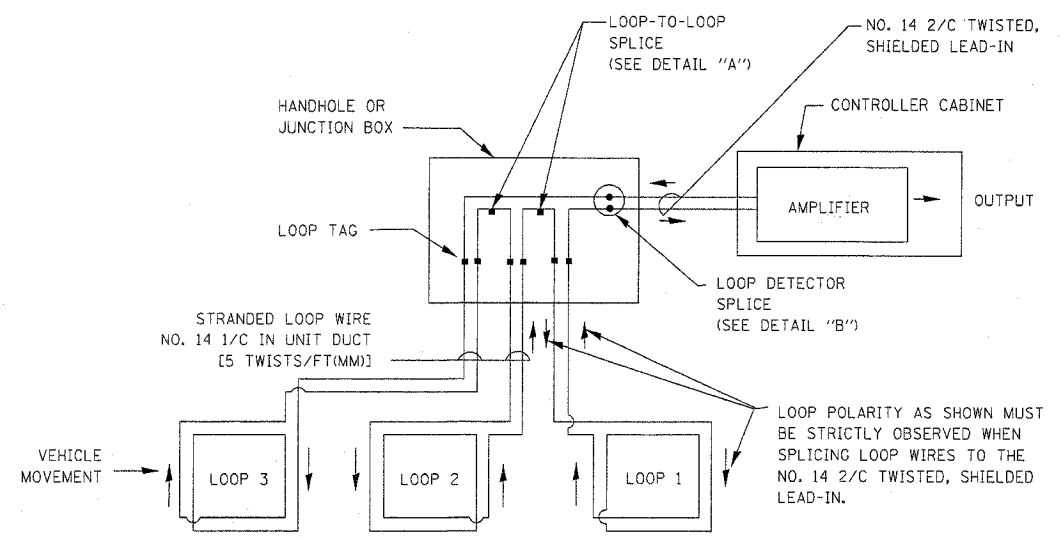 LOOP-TO-LOOP
SPLICE
(SEE DETAIL "A")
NO. 14 2/C TWISTED,
SHIELDED LEAD-IN
HANDHOLE OR
JUNCTION BOX
CONTROLLER CABINET
AMPLIFIER
OUTPUT
LOOP TAG
LOOP DETECTOR
SPLICE
(SEE DETAIL "B")
STRANDED LOOP WIRE
NO. 14 1/C IN UNIT DUCT
[5 TWISTS/FT(MM)]
LOOP POLARITY AS SHOWN MUST
BE STRICTLY OBSERVED WHEN
SPLICING LOOP WIRES TO THE
NO. 14 2/C TWISTED, SHIELDED
LEAD-IN.
VEHICLE
MOVEMENT
LOOP 3
LOOP 2
LOOP 1